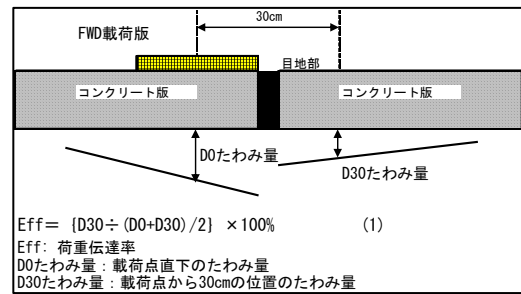 30cm
FWD載荷版
目地部
コンクリート版
コンクリート版
D0たわみ量
D30たわみ量
Eff＝ {D30÷(D0+D30)/2} ×100% (1)
Eff: 荷重伝達率
D0たわみ量：載荷点直下のたわみ量
D30たわみ量：載荷点から30cmの位置のたわみ量